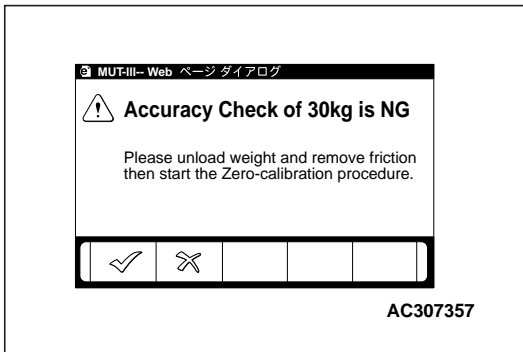 MUT-III-- Web ページ ダイアログ
Accuracy Check of 30kg is NG
Please unload weight and remove friction
then start the Zero-calibration procedure.
AC307357